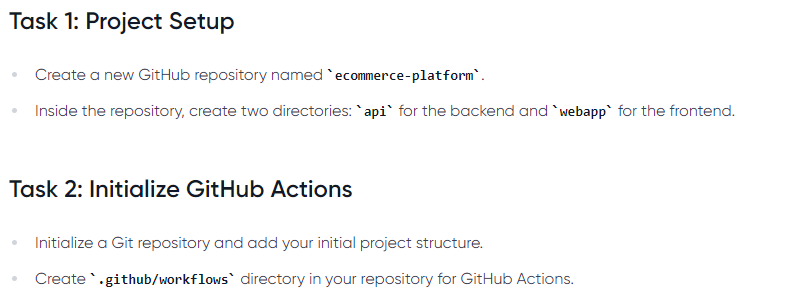 Task 1: Project Setup
Create a new GitHub repository named `ecommerce-platform`.
Inside the repository, create two directories: `api` for the backend and `webapp` for the frontend.
Task 2: Initialize GitHub Actions
Initialize a Git repository and add your initial project structure.
Create `.github/workflows` directory in your repository for GitHub Actions.